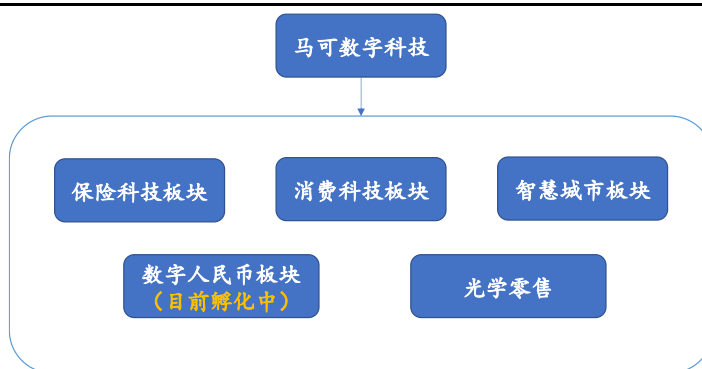 马可数字科技
保险科技板块
消费科技板块
智慧城市板块
数字人民币板块
（目前孵化中）
光学零售